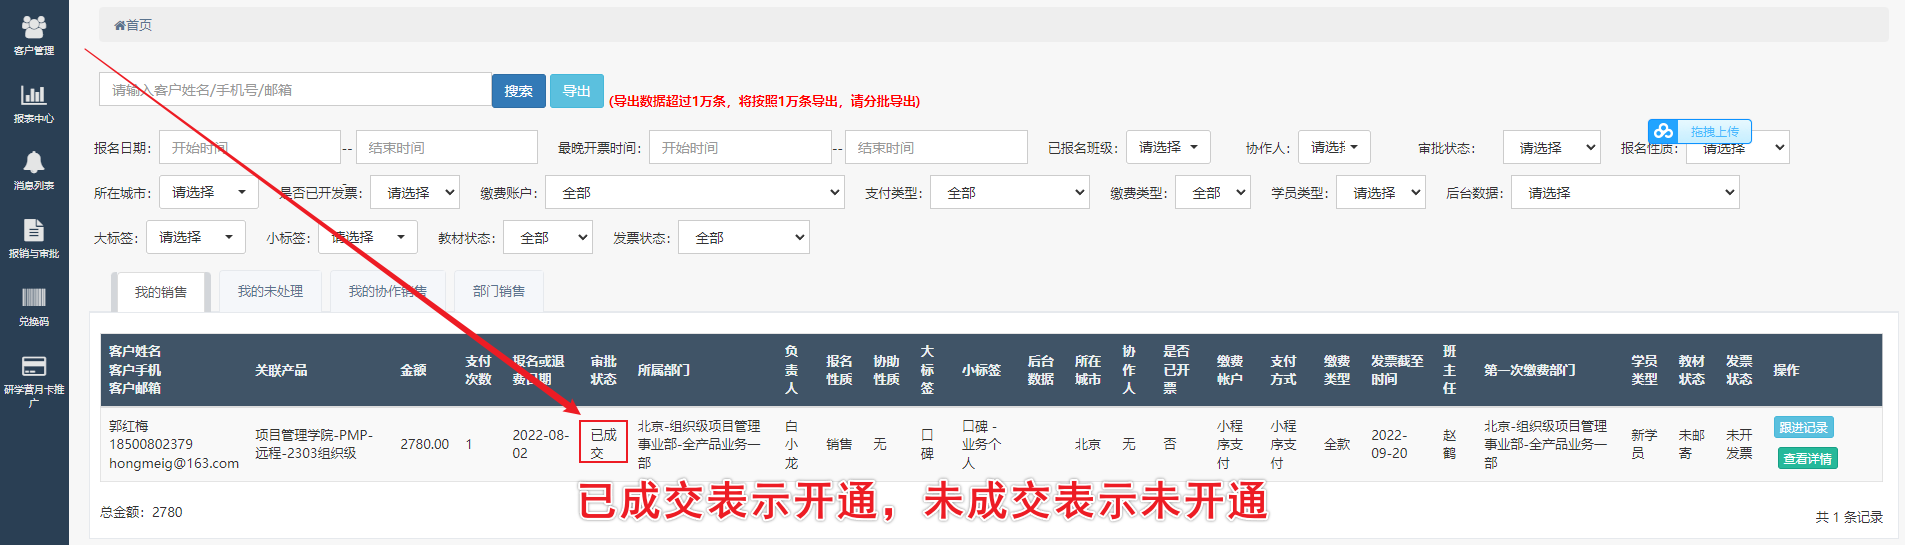 首页
客户管理
报表中心
消息列表
报销与审批
兑换码
研学营月卡推
广
请输入客户姓名/手机号/邮箱
搜索
导出
(导出数据超过1万条，将按照1万条导出，请分批导出)
拖拽上传
报名日期： 开始时间 -- 结束时间 最晚开票时间： 开始时间 -- 结束时间 已报名班级： 请选择 协作人： 请选 审批状态： 请选择 报名性质： 请选择
所在城市： 请选择 是否已开发票： 请选择 缴费账户： 全部 支付类型： 全部 缴费类型： 全部 学员类型： 请选择 后台数据： 请选择
大标签： 请选择 小标签： 请选择 教材状态： 全部 发票状态： 全部
我的销售 我的未处理 我的协作销售 部门销售
客户姓名
客户手机
客户邮箱
关联产品
金额
支付
次数
报名或退
费日期
审批
状态
所属部门
负
责
人
报名
性质
协助
性质
大
标
签
小标签
后台
数据
所在
城市
协
作
人
是否
已开
票
缴费
帐户
支付
方式
缴费
类型
发票截至
时间
班
主
任
第一次缴费部门
学员
类型
教材
状态
发票
状态
操作
郭红梅
18500802379
hongmeig@163.com
项目管理学院-PMP-
远程-2303组织级
2780.00
1
2022-08-
02
已成
交
北京-组织级项目管理
事业部-全产品业务一
部
白
小
龙
销售
无
口
碑
口碑 -
业务个
人
北京
无
否
小程
序支
付
小程
序支
付
全款
2022-
09-20
赵
鹤
北京-组织级项目管理
事业部-全产品业务一
部
新学
员
未邮
寄
未开
发票
跟进记录
查看详情
已成交表示开通，未成交表示未开通
总金额：2780
共 1 条记录